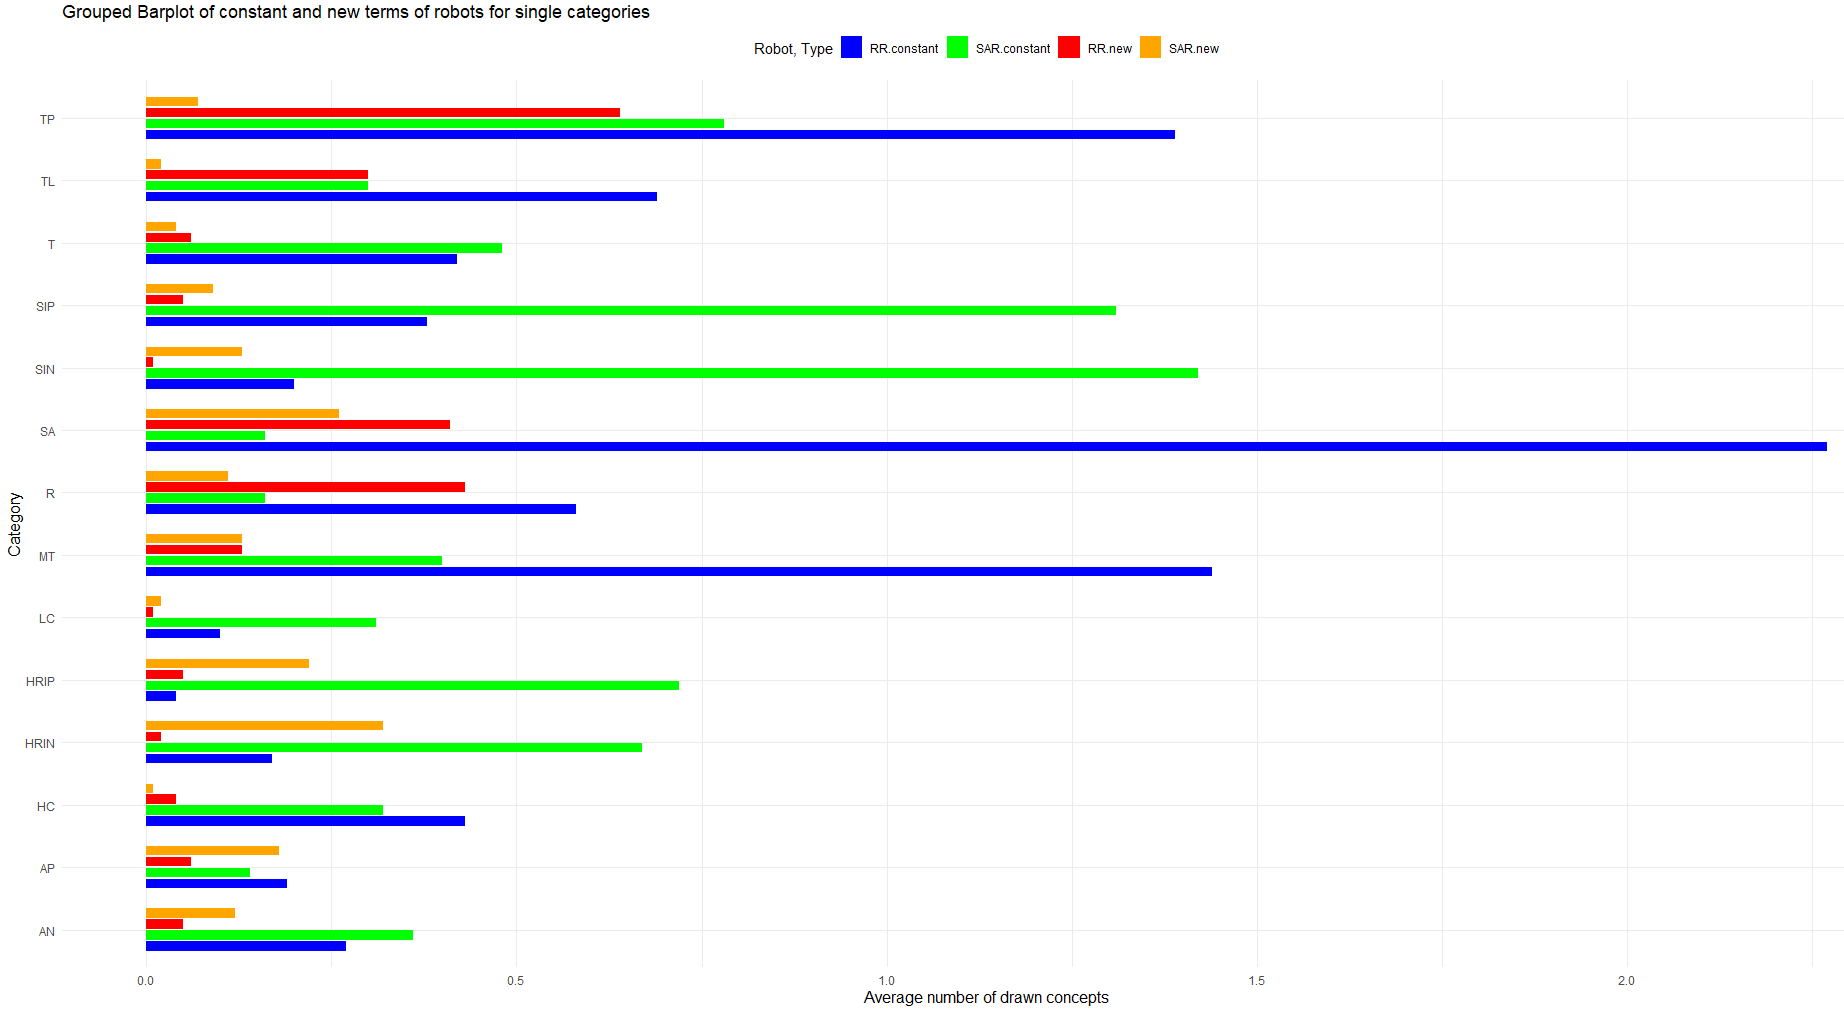 Grouped Barplot of constant and new terms of robots for single categories
Robot, Type RR.constant SAR.constant RR.new SAR.new
TP
TL
T
SIP
SIN
SA
R
MT
LC
HRIP
HRIN
HC
AP
AN
Category
0.0 0.5 1.0 1.5 2.0
Average number of drawn concepts